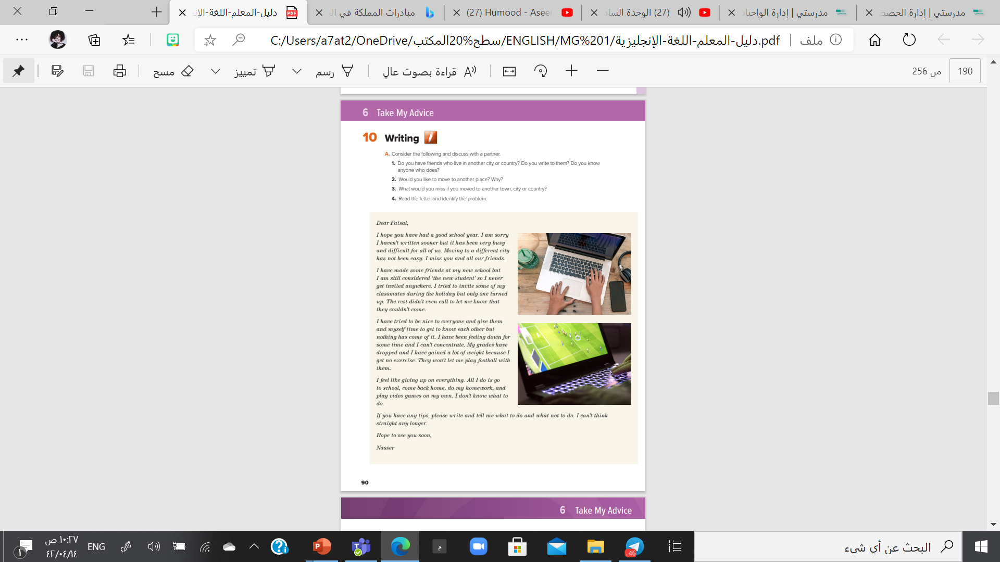 دليل-المعلم-اللغة-الإنج
مبادرات المملكة في ال
(27) Humood - Aseer
(27) الوحدة الساد
مدرستي | إدارة الواجبات
مدرستي | إدارة الحصص
C:/Users/a7at2/OneDrive/سطح%20المكتب/ENGLISH/MG%201/دليل-المعلم-اللغة-الإنجليزية.pdf
ملف
مسح
تمييز
رسم
قراءة بصوت عالٍ
من 256
190
6 Take My Advice
10 Writing
A. Consider the following and discuss with a partner.
1. Do you have friends who live in another city or country? Do you write to them? Do you know
anyone who does?
2. Would you like to move to another place? Why?
3. What would you miss if you moved to another town, city or country?
4. Read the letter and identify the problem.
Dear Faisal,
I hope you have had a good school year. I am sorry
I haven't written sooner but it has been very busy
and difficult for all of us. Moving to a different city
has not been easy. I miss you and all our friends.
I have made some friends at my new school but
I am still considered ‘the new student’ so I never
get invited anywhere. I tried to invite some of my
classmates during the holiday but only one turned
up. The rest didn't even call to let me know that
they couldn't come.
I have tried to be nice to everyone and give them
and myself time to get to know each other but
nothing has come of it. I have been feeling down for
some time and I can't concentrate. My grades have
dropped and I have gained a lot of weight because I
get no exercise. They won't let me play football with
them.
I feel like giving up on everything. All I do is go
to school, come back home, do my homework, and
play video games on my own. I don't know what to
do.
If you have any tips, please write and tell me what to do and what not to do. I can't think
straight any longer.
Hope to see you soon,
Nasser
90
6 Take My Advice
١٠:٢٧ ص
٤٢/٠٤/١٤
١
ENG
46..
البحث عن أي شيء